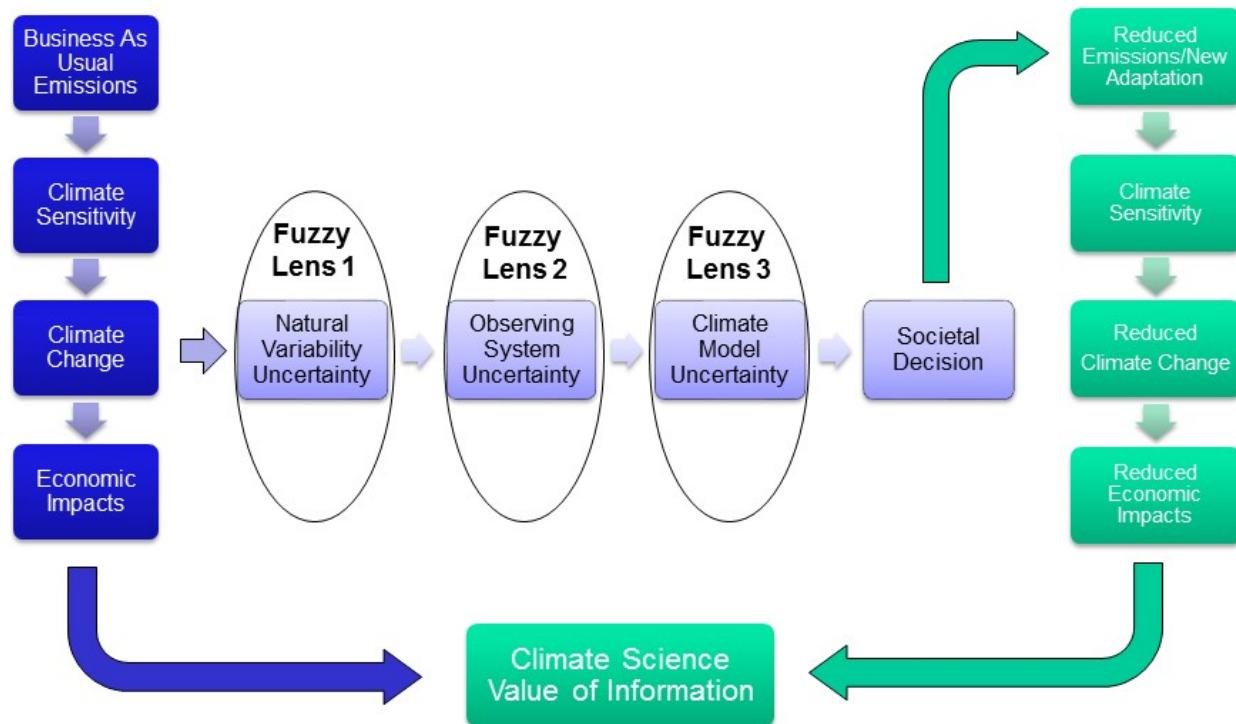 Business As
Usual
Emissions
Climate
Sensitivity
Climate
Change
Economic
Impacts
Fuzzy
Lens 1
Natural
Variability
Uncertainty
Fuzzy
Lens 2
Observing
System
Uncertainty
Fuzzy
Lens 3
Climate
Model
Uncertainty
Societal
Decision
Reduced
Emissions/New
Adaptation
Climate
Sensitivity
Reduced
Climate Change
Reduced
Economic
Impacts
Climate Science
Value of Information